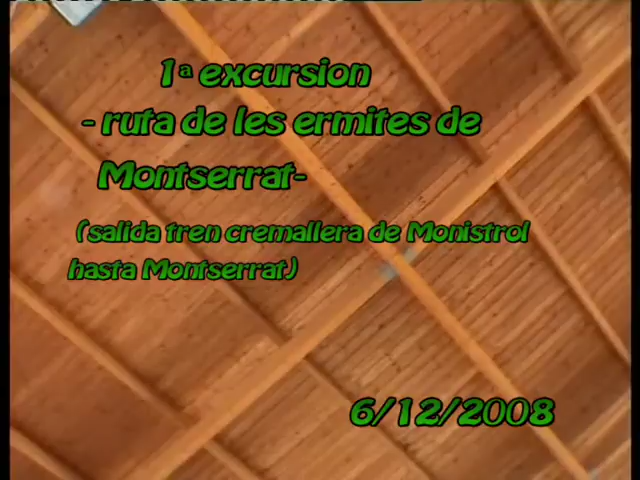 1ª excursion
- ruta de les ermites de
Montserrat-
(salida tren cremallera de Monistrol
hasta Montserrat)
6/12/2008